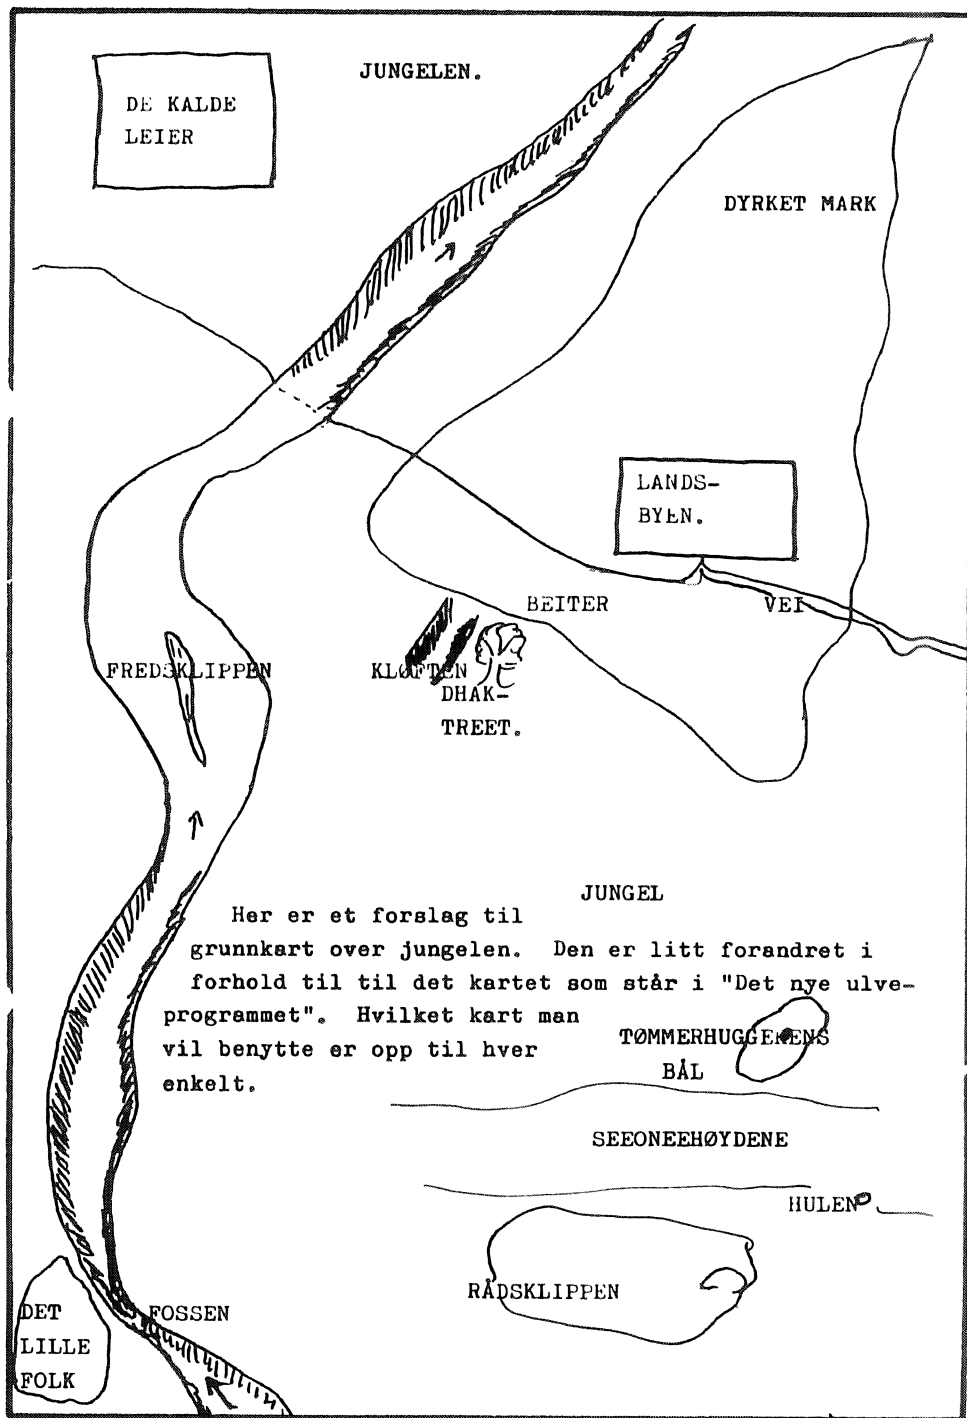 JUNGELEN.
DE KALDE
LEIER
DYRKET MARK
LANDS-
BYEN.
BEITER
VEI
FREDSKLIPPEN
KLØFTEN
DHAK-
TREET.
JUNGEL
Her er et forslag til
grunnkart over jungelen. Den er litt forandret i
forhold til til det kartet som står i "Det nye ulve-
programmet". Hvilket kart man
vil benytte er opp til hver
enkelt.
TØMMERHUGGERENS
BÅL
SEEONEEHØYDENE
HULEN
RÅDSKLIPPEN
FOSSEN
DET
LILLE
FOLK